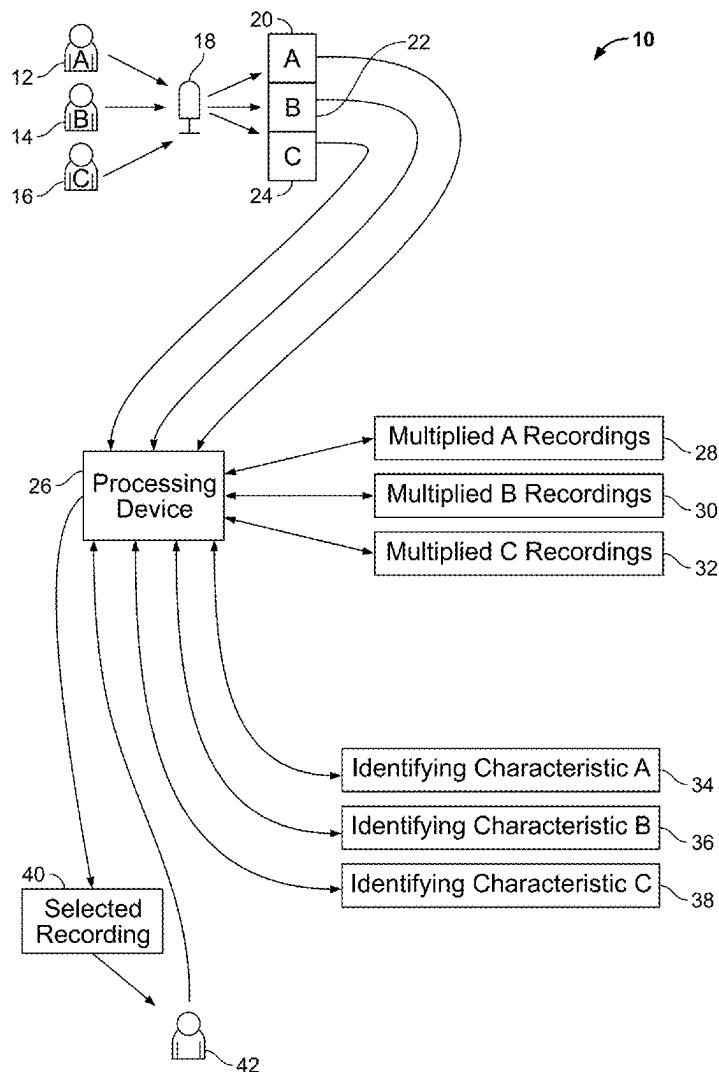 10
20
18
22
A
12
A
B
14
B
C
16
C
24
Multiplied A Recordings
28
26
Processing
Device
Multiplied B Recordings
30
Multiplied C Recordings
32
Identifying Characteristic A
34
Identifying Characteristic B
36
Identifying Characteristic C
38
40
Selected
Recording
42